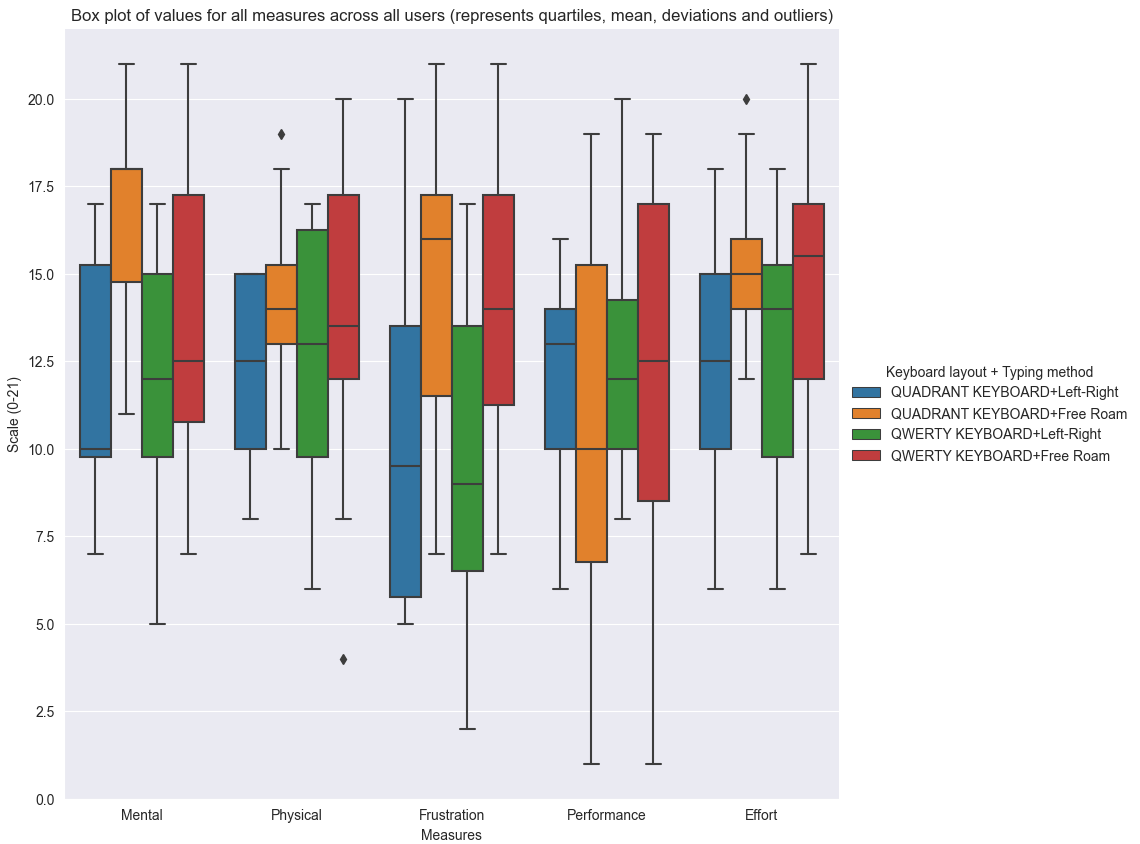 Box plot of values for all measures across all users (represents quartiles, mean, deviations and outliers)
Scale (0-21)
20.0
17.5
15.0
12.5
10.0
7.5
5.0
2.5
0.0
Mental Physical Frustration Performance Effort
Measures
Keyboard layout + Typing method
QUADRANT KEYBOARD+Left-Right
QUADRANT KEYBOARD+Free Roam
QWERTY KEYBOARD+Left-Right
QWERTY KEYBOARD+Free Roam